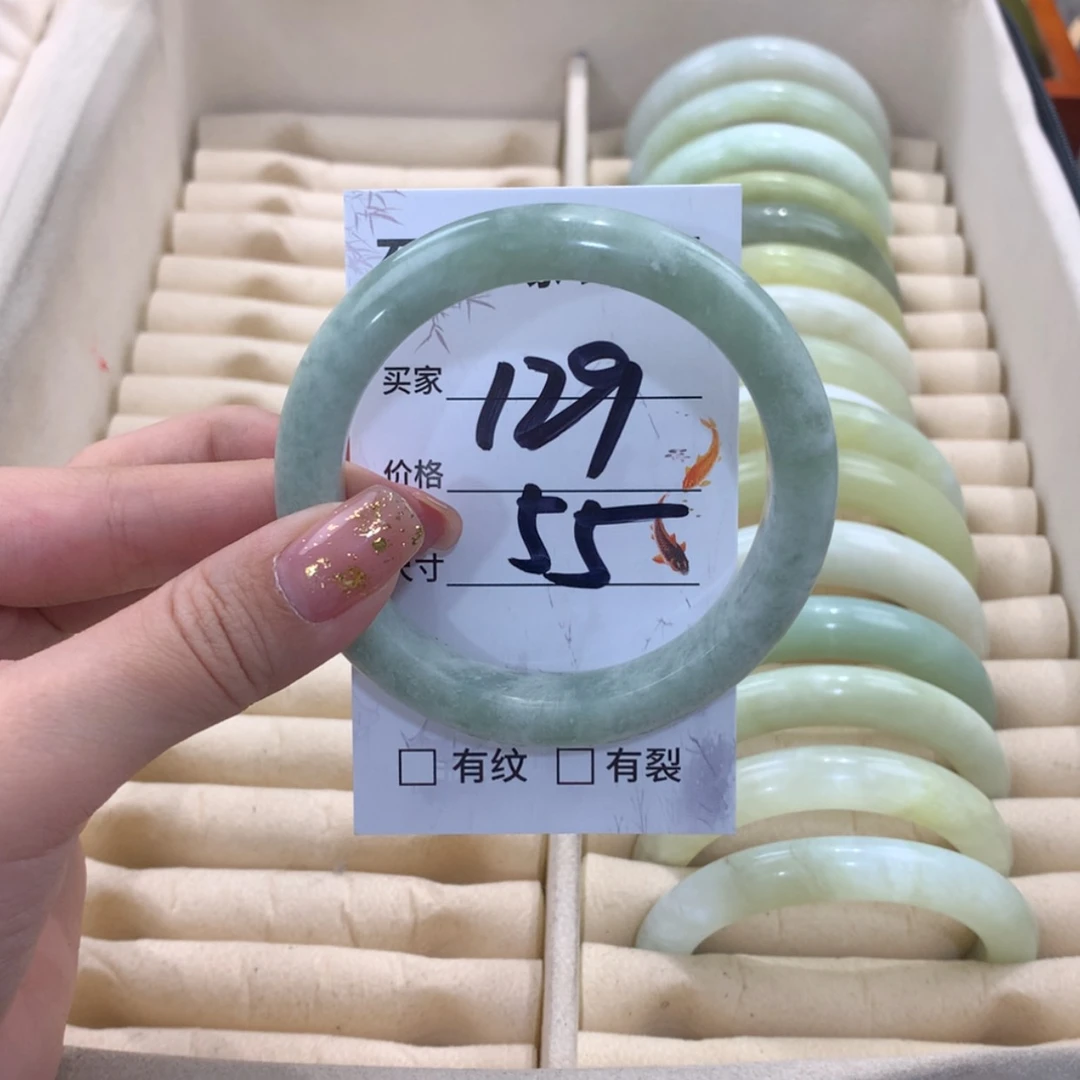 买家 129
价格
寸 55
有纹 有裂